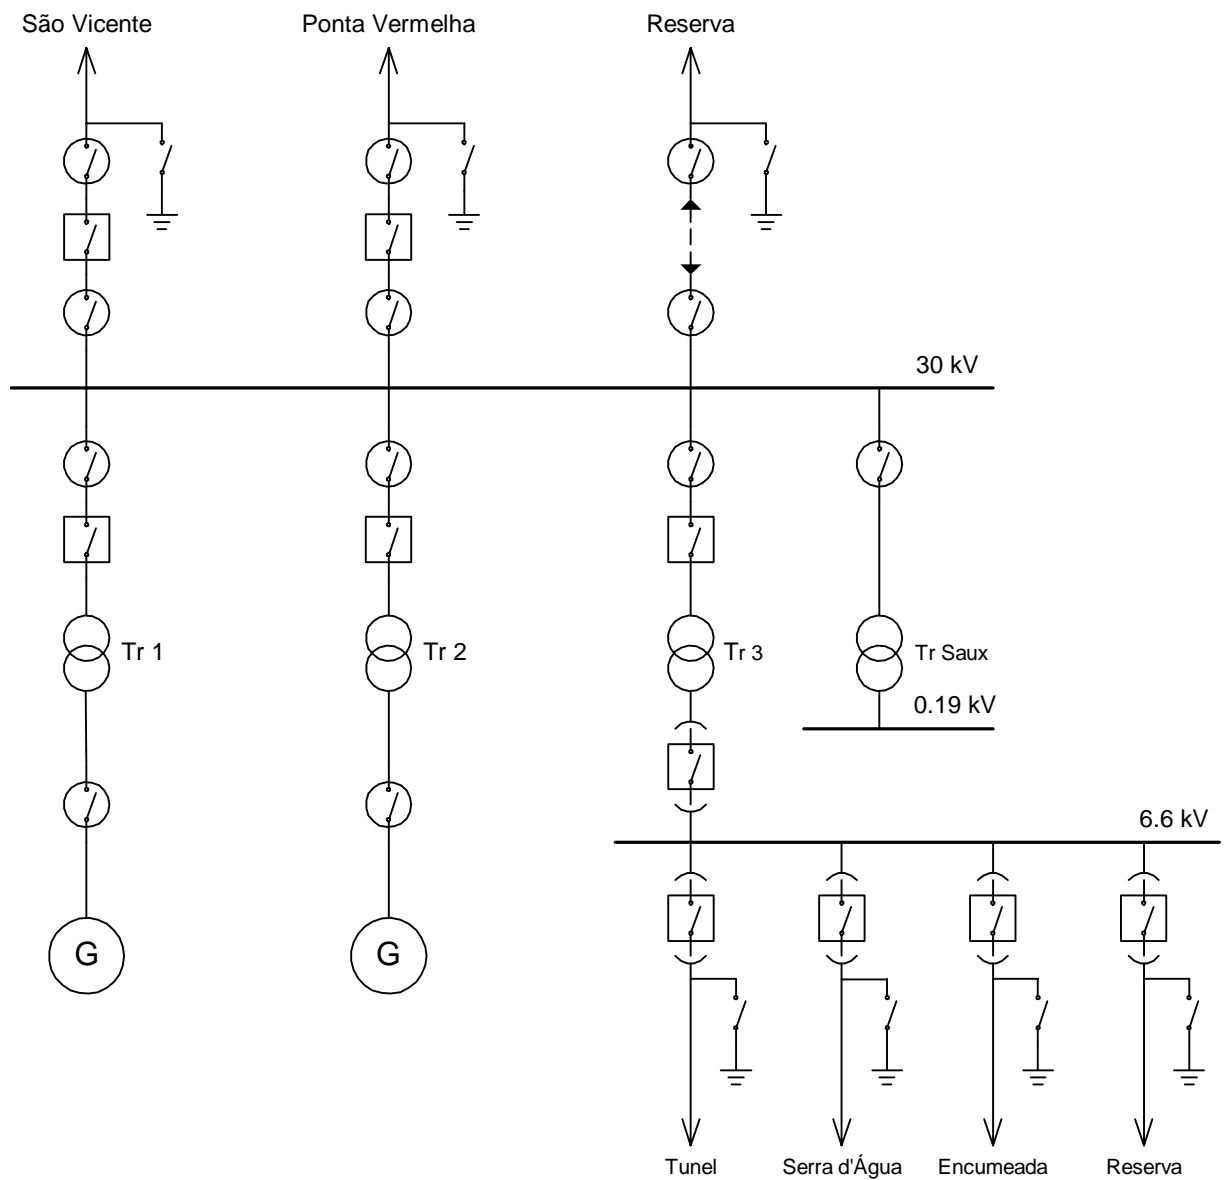 São Vicente
Ponta Vermelha
Reserva
30 kV
Tr 1
Tr 2
Tr 3
Tr Saux
0.19 kV
6.6 kV
G
G
Tunel
Serra d'Água
Encumeada
Reserva